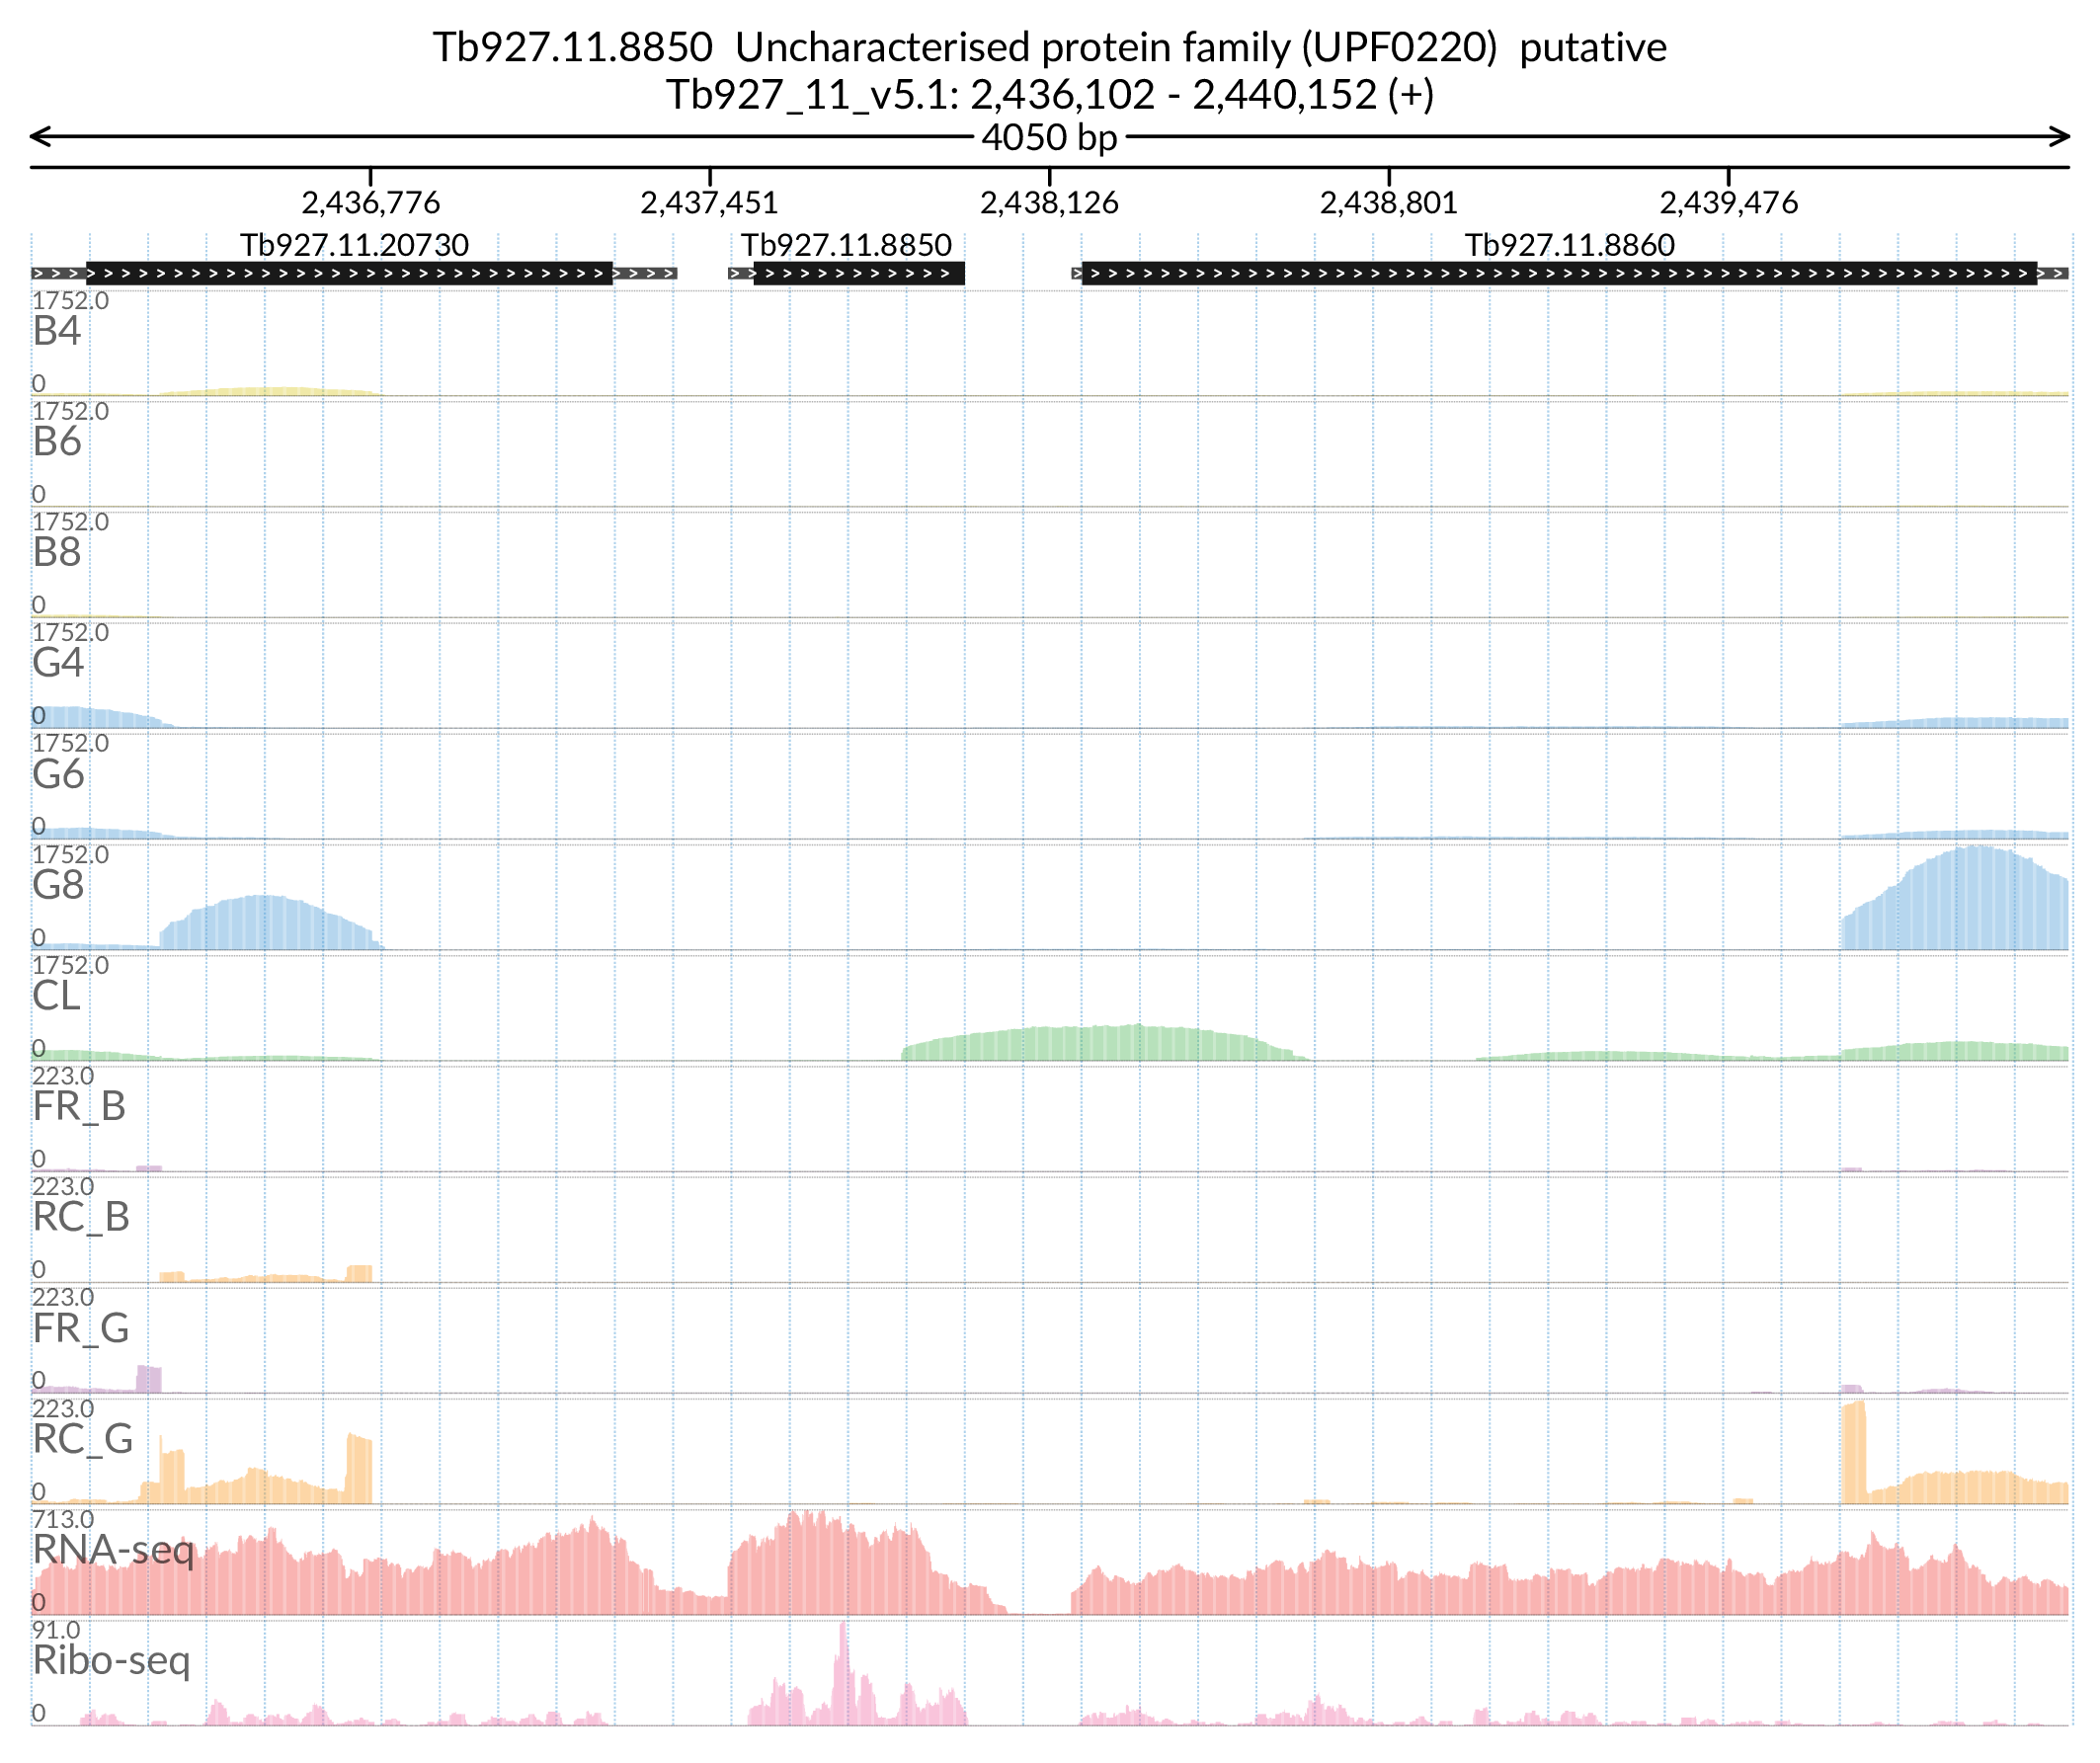 Tb927.11.8850  Uncharacterised protein family (UPF0220)  putative
Tb927_11_v5.1: 2,436,102 - 2,440,152 (+)
4050 bp
2,436,776 2,437,451 2,438,126 2,438,801 2,439,476
Tb927.11.20730 Tb927.11.8850 Tb927.11.8860
1752.0
B4
0
1752.0
B6
0
1752.0
B8
0
1752.0
G4
0
1752.0
G6
0
1752.0
G8
0
1752.0
CL
0
223.0
FR_B
0
223.0
RC_B
0
223.0
FR_G
0
223.0
RC_G
0
713.0
RNA-seq
0
91.0
Ribo-seq
0